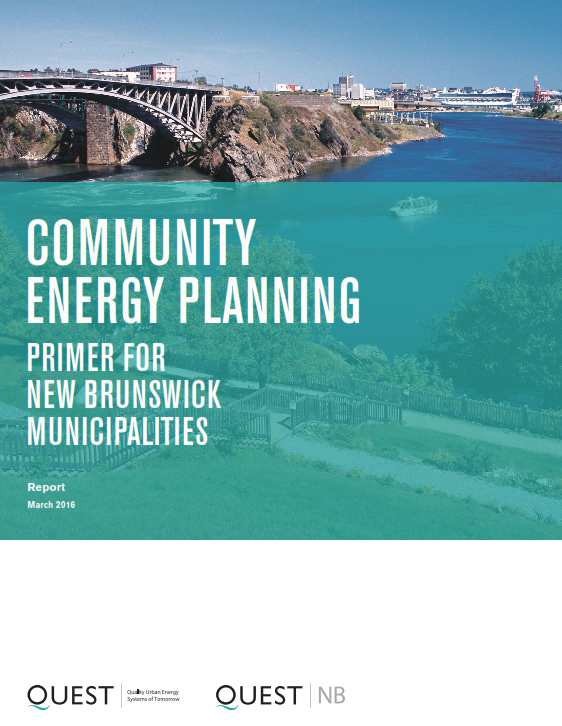 COMMUNITY
ENERGY PLANNING
PRIMER FOR
NEW BRUNSWICK
MUNICIPALITIES
Report
March 2016
QUEST
Quality Urban Energy
Systems of Tomorrow
QUEST NB